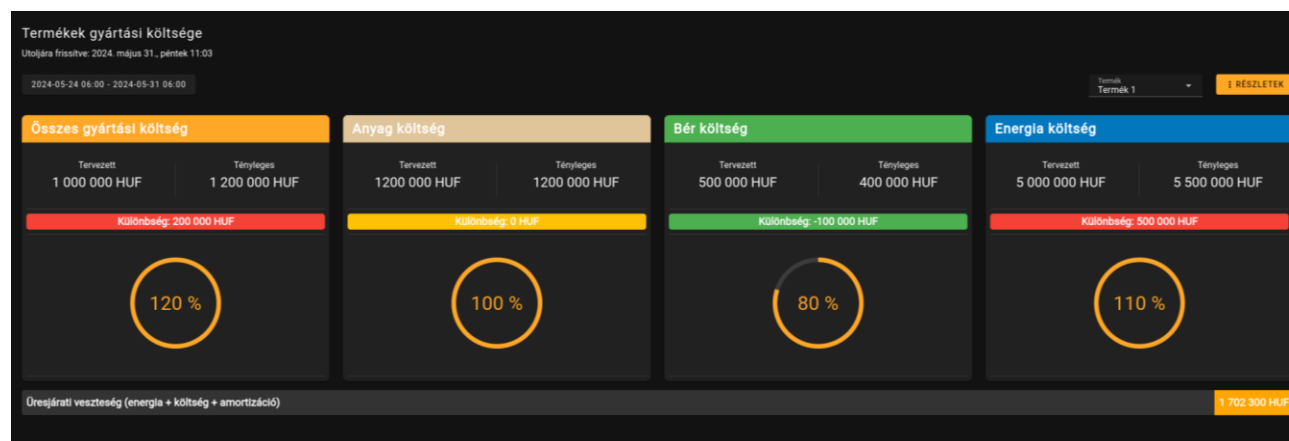 Termékek gyártási költsége
Utoljára frissítve: 2024. május 31., péntek 11:03
2024-05-24 06:00 - 2024-05-31 06:00
Termék
Termék 1
RÉSZLETEK
Összes gyártási költség
Tervezett
Tényleges
1 000 000 HUF
1 200 000 HUF
Különbség: 200 000 HUF
120 %
Anyag költség
Tervezett
Tényleges
1200 000 HUF
1200 000 HUF
Különbség: 0 HUF
100 %
Bér költség
Tervezett
Tényleges
500 000 HUF
400 000 HUF
Különbség: -100 000 HUF
80 %
Energia költség
Tervezett
Tényleges
5 000 000 HUF
5 500 000 HUF
Különbség: 500 000 HUF
110 %
Üresjárati veszteség (energia + költség + amortizáció)
1 702 300 HUF